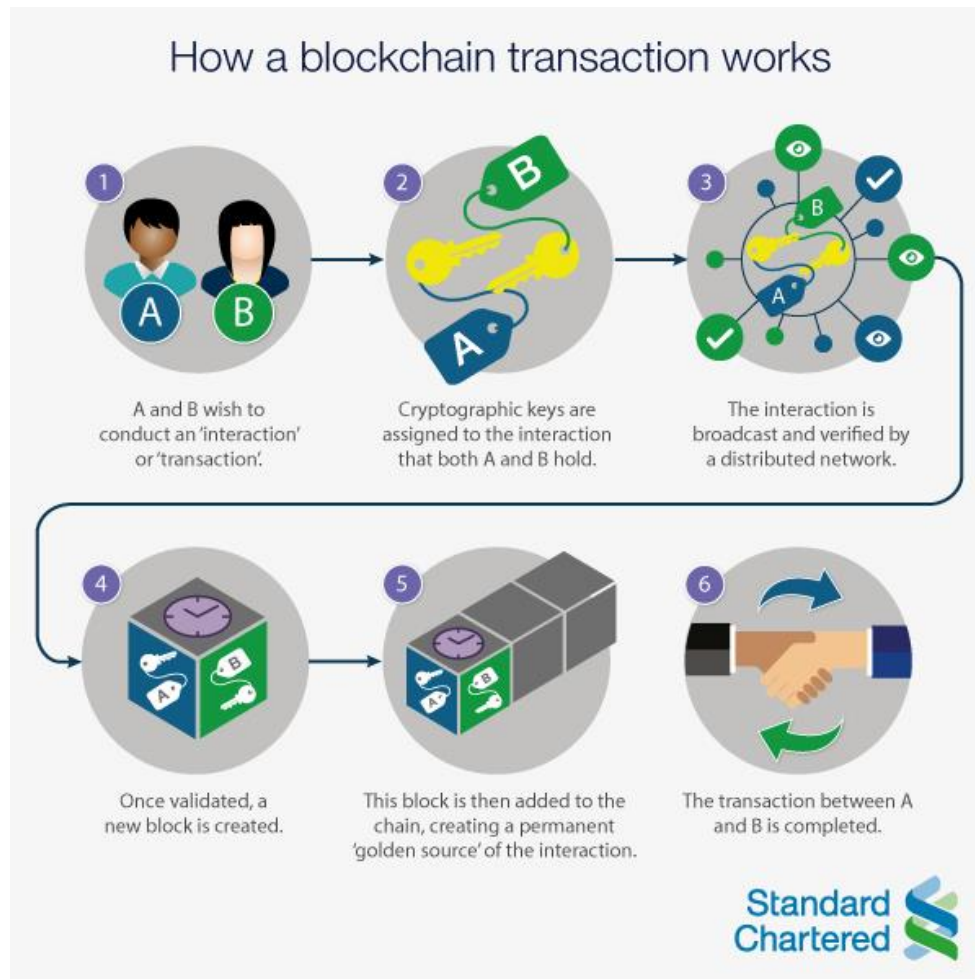 How a blockchain transaction works
1
2
3
A
B
B
A
B
A
A and B wish to
conduct an 'interaction'
or 'transaction'.
Cryptographic keys are
assigned to the interaction
that both A and B hold.
The interaction is
broadcast and verified by
a distributed network.
4
5
6
A
B
A
B
Once validated, a
new block is created.
This block is then added to the
chain, creating a permanent
'golden source' of the interaction.
The transaction between A
and B is completed.
Standard
Chartered